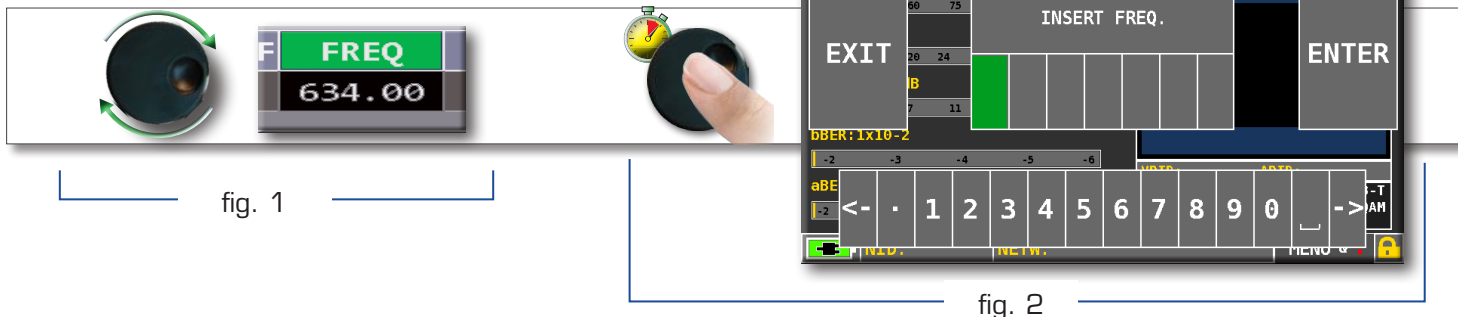 F FREQ
634.00
fig. 1
60 75
INSERT FREQ.
EXIT
ENTER
20 24
7 11
bBER:1x10-2
-2 -3 -4 -5 -6
aBE
-2
<- . 1 2 3 4 5 6 7 8 9 0 ⎵ ->
NID. NETW. MENU
fig. 2